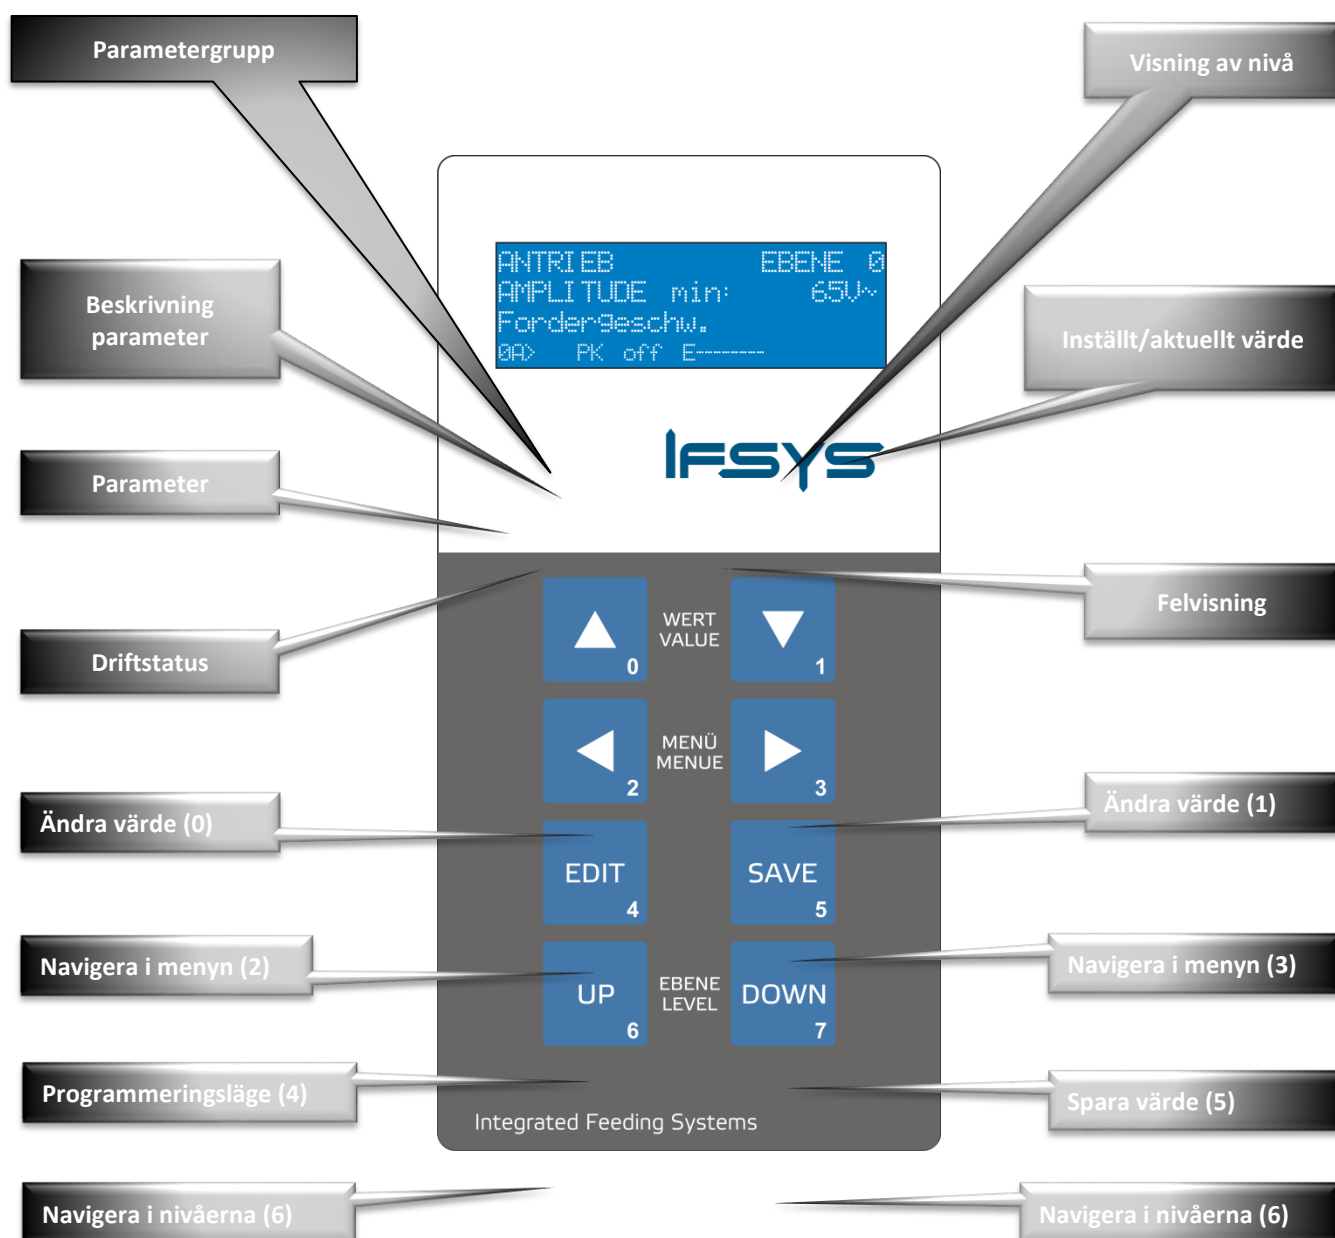 Parametergrupp
Visning av nivå
ANTRIEB EBENE 0
AMPLITUDE min: 65V~
Fordergeschw.
0A> PK off E--------
Beskrivning
parameter
Inställt/aktuellt värde
IFSYS
Parameter
Felvisning
Driftstatus
0
WERT
VALUE
1
2
MENÜ
MENUE
3
Ändra värde (0)
Ändra värde (1)
EDIT
4
SAVE
5
Navigera i menyn (2)
Navigera i menyn (3)
UP
6
EBENE
LEVEL
DOWN
7
Programmeringsläge (4)
Spara värde (5)
Integrated Feeding Systems
Navigera i nivåerna (6)
Navigera i nivåerna (6)